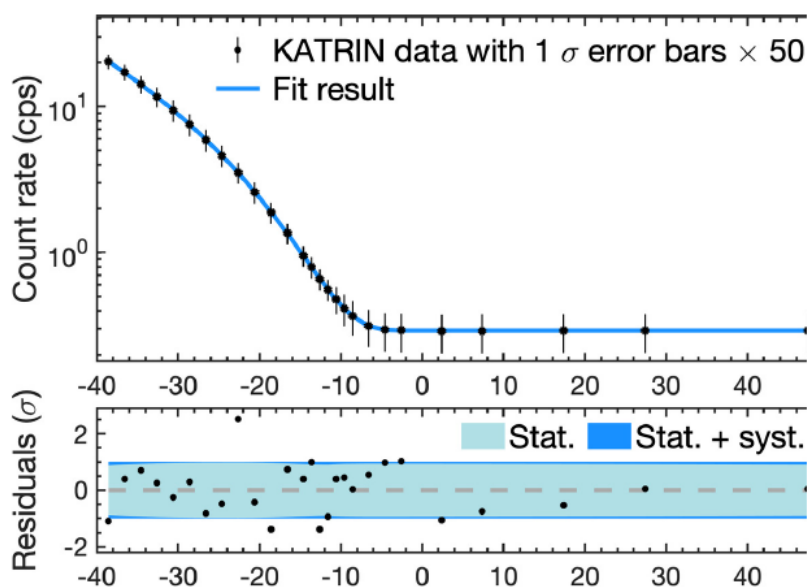 KATRIN data with 1 σ error bars × 50
Fit result
Count rate (cps)
10¹
10⁰
-40 -30 -20 -10 0 10 20 30 40
Stat. Stat. + syst.
Residuals (σ)
2
0
-2
-40 -30 -20 -10 0 10 20 30 40